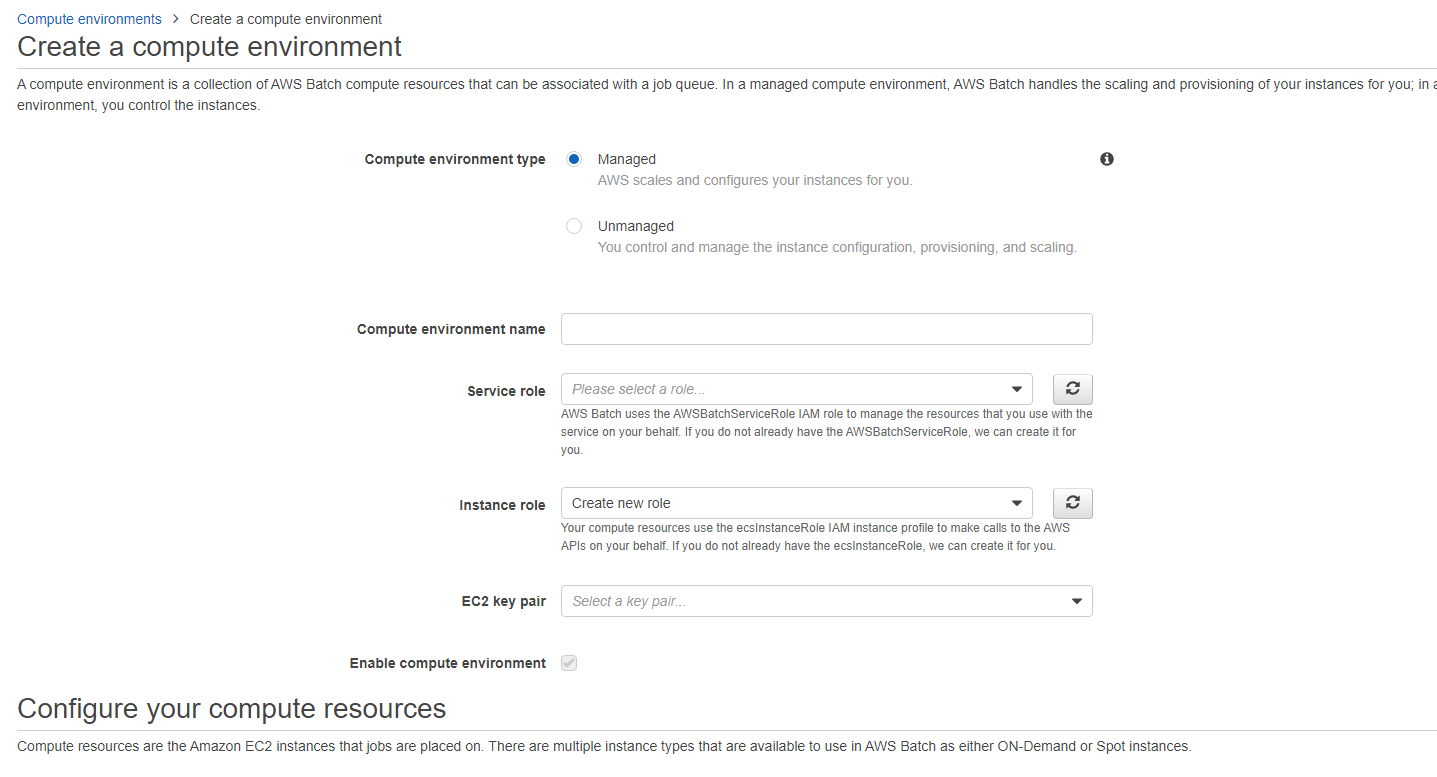 Compute environments > Create a compute environment
Create a compute environment
A compute environment is a collection of AWS Batch compute resources that can be associated with a job queue. In a managed compute environment, AWS Batch handles the scaling and provisioning of your instances for you; in a
environment, you control the instances.
Compute environment type
Managed
AWS scales and configures your instances for you.
Unmanaged
You control and manage the instance configuration, provisioning, and scaling.
Compute environment name
Service role
Please select a role...
AWS Batch uses the AWSBatchServiceRole IAM role to manage the resources that you use with the
service on your behalf. If you do not already have the AWSBatchServiceRole, we can create it for
you.
Instance role
Create new role
Your compute resources use the ecsInstanceRole IAM instance profile to make calls to the AWS
APIs on your behalf. If you do not already have the ecsInstanceRole, we can create it for you.
EC2 key pair
Select a key pair...
Enable compute environment
Configure your compute resources
Compute resources are the Amazon EC2 instances that jobs are placed on. There are multiple instance types that are available to use in AWS Batch as either ON-Demand or Spot instances.